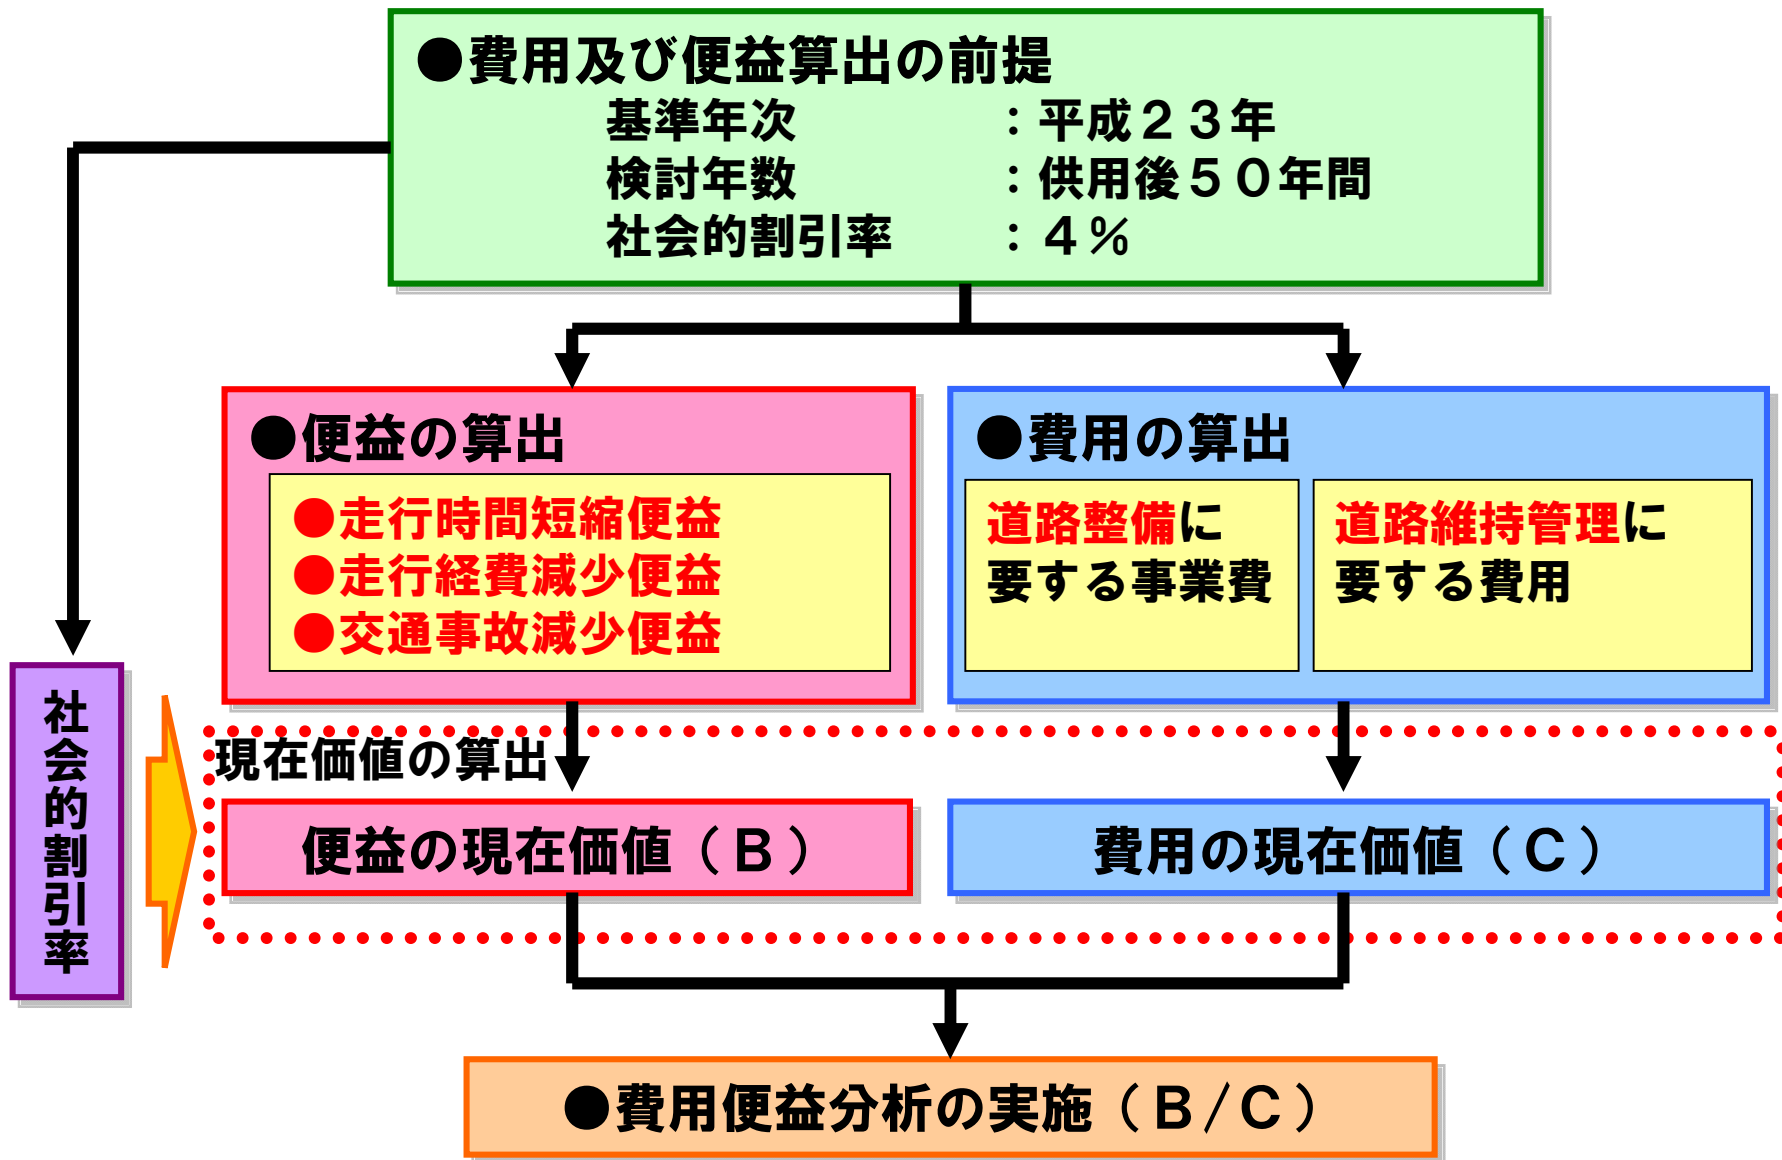 ●費用及び便益算出の前提
基準年次　：平成２３年
検討年数　：供用後５０年間
社会的割引率　：４％
●便益の算出
●走行時間短縮便益
●走行経費減少便益
●交通事故減少便益
●費用の算出
道路整備に
要する事業費
道路維持管理に
要する費用
社会的割引率
現在価値の算出
便益の現在価値（Ｂ）
費用の現在価値（Ｃ）
●費用便益分析の実施（Ｂ／Ｃ）